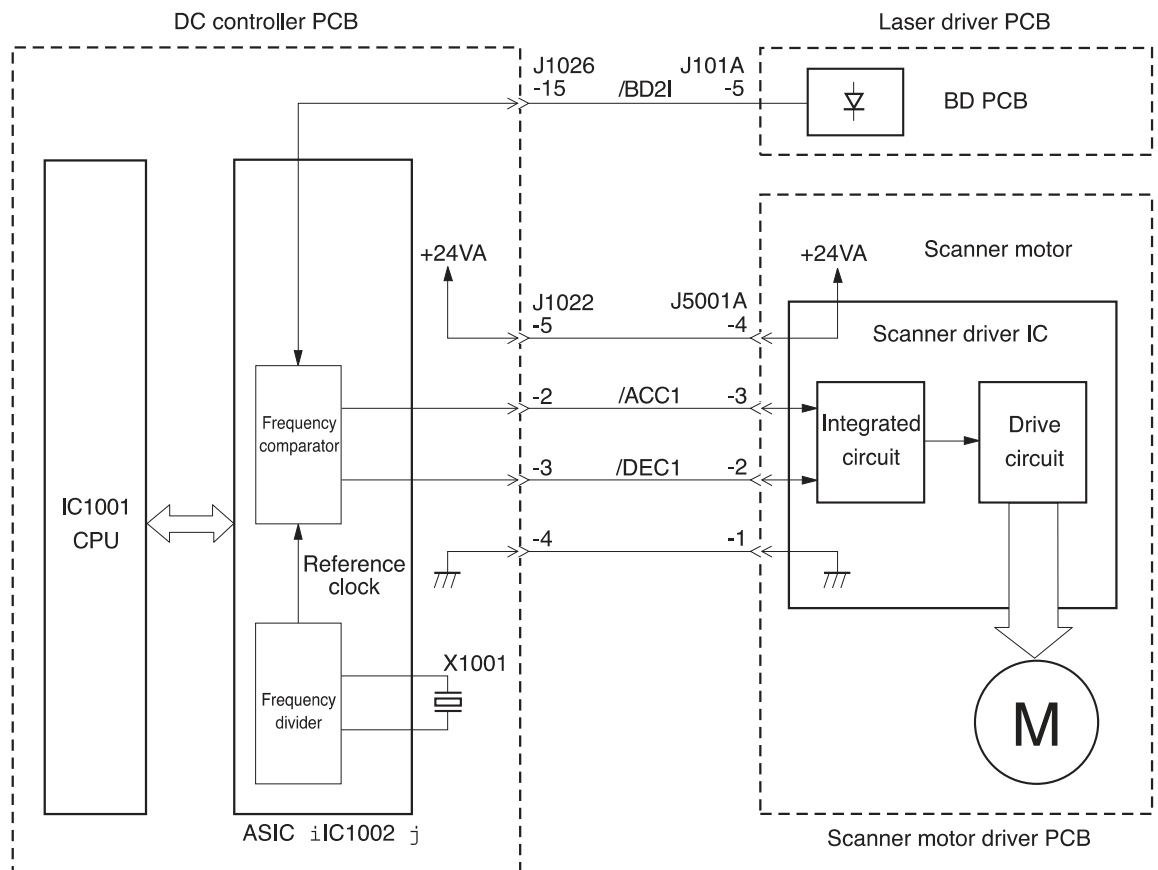 DC controller PCB
Laser driver PCB
J1026
J101A
-15
/BD2I
-5
BD PCB
+24VA
+24VA
Scanner motor
J1022
J5001A
-5
-4
Scanner driver IC
-2
/ACC1
-3
Frequency
comparator
Integrated
circuit
Drive
circuit
-3
/DEC1
-2
IC1001
CPU
-4
-1
Reference
clock
X1001
Frequency
divider
M
ASIC iIC1002 j
Scanner motor driver PCB